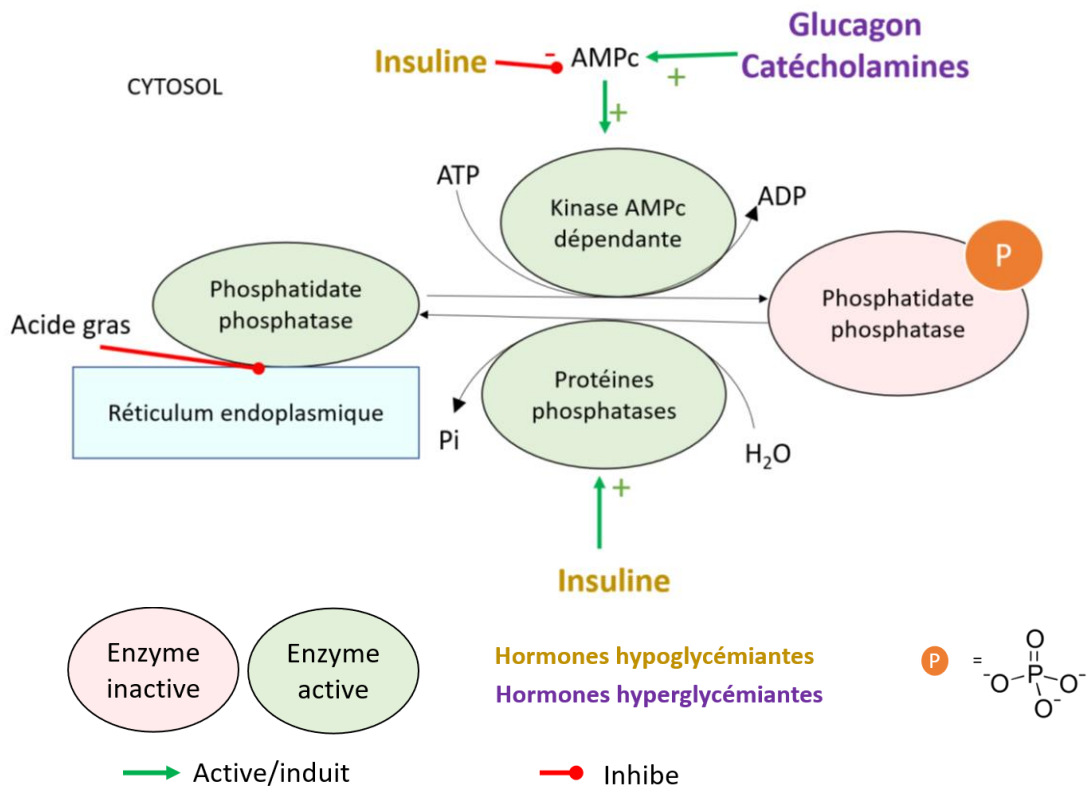 Glucagon
Catécholamines
Insuline
-
AMPc
+
CYTOSOL
+
ATP
Kinase AMPc
dépendante
ADP
P
Phosphatidate
phosphatase
Phosphatidate
phosphatase
Acide gras
Réticulum endoplasmique
Protéines
phosphatases
Pi
H₂O
+
Insuline
Enzyme
inactive
Enzyme
active
Hormones hypoglycémiantes
Hormones hyperglycémiantes
P =
O
⁻O P O⁻
O⁻
Active/induit
Inhibe